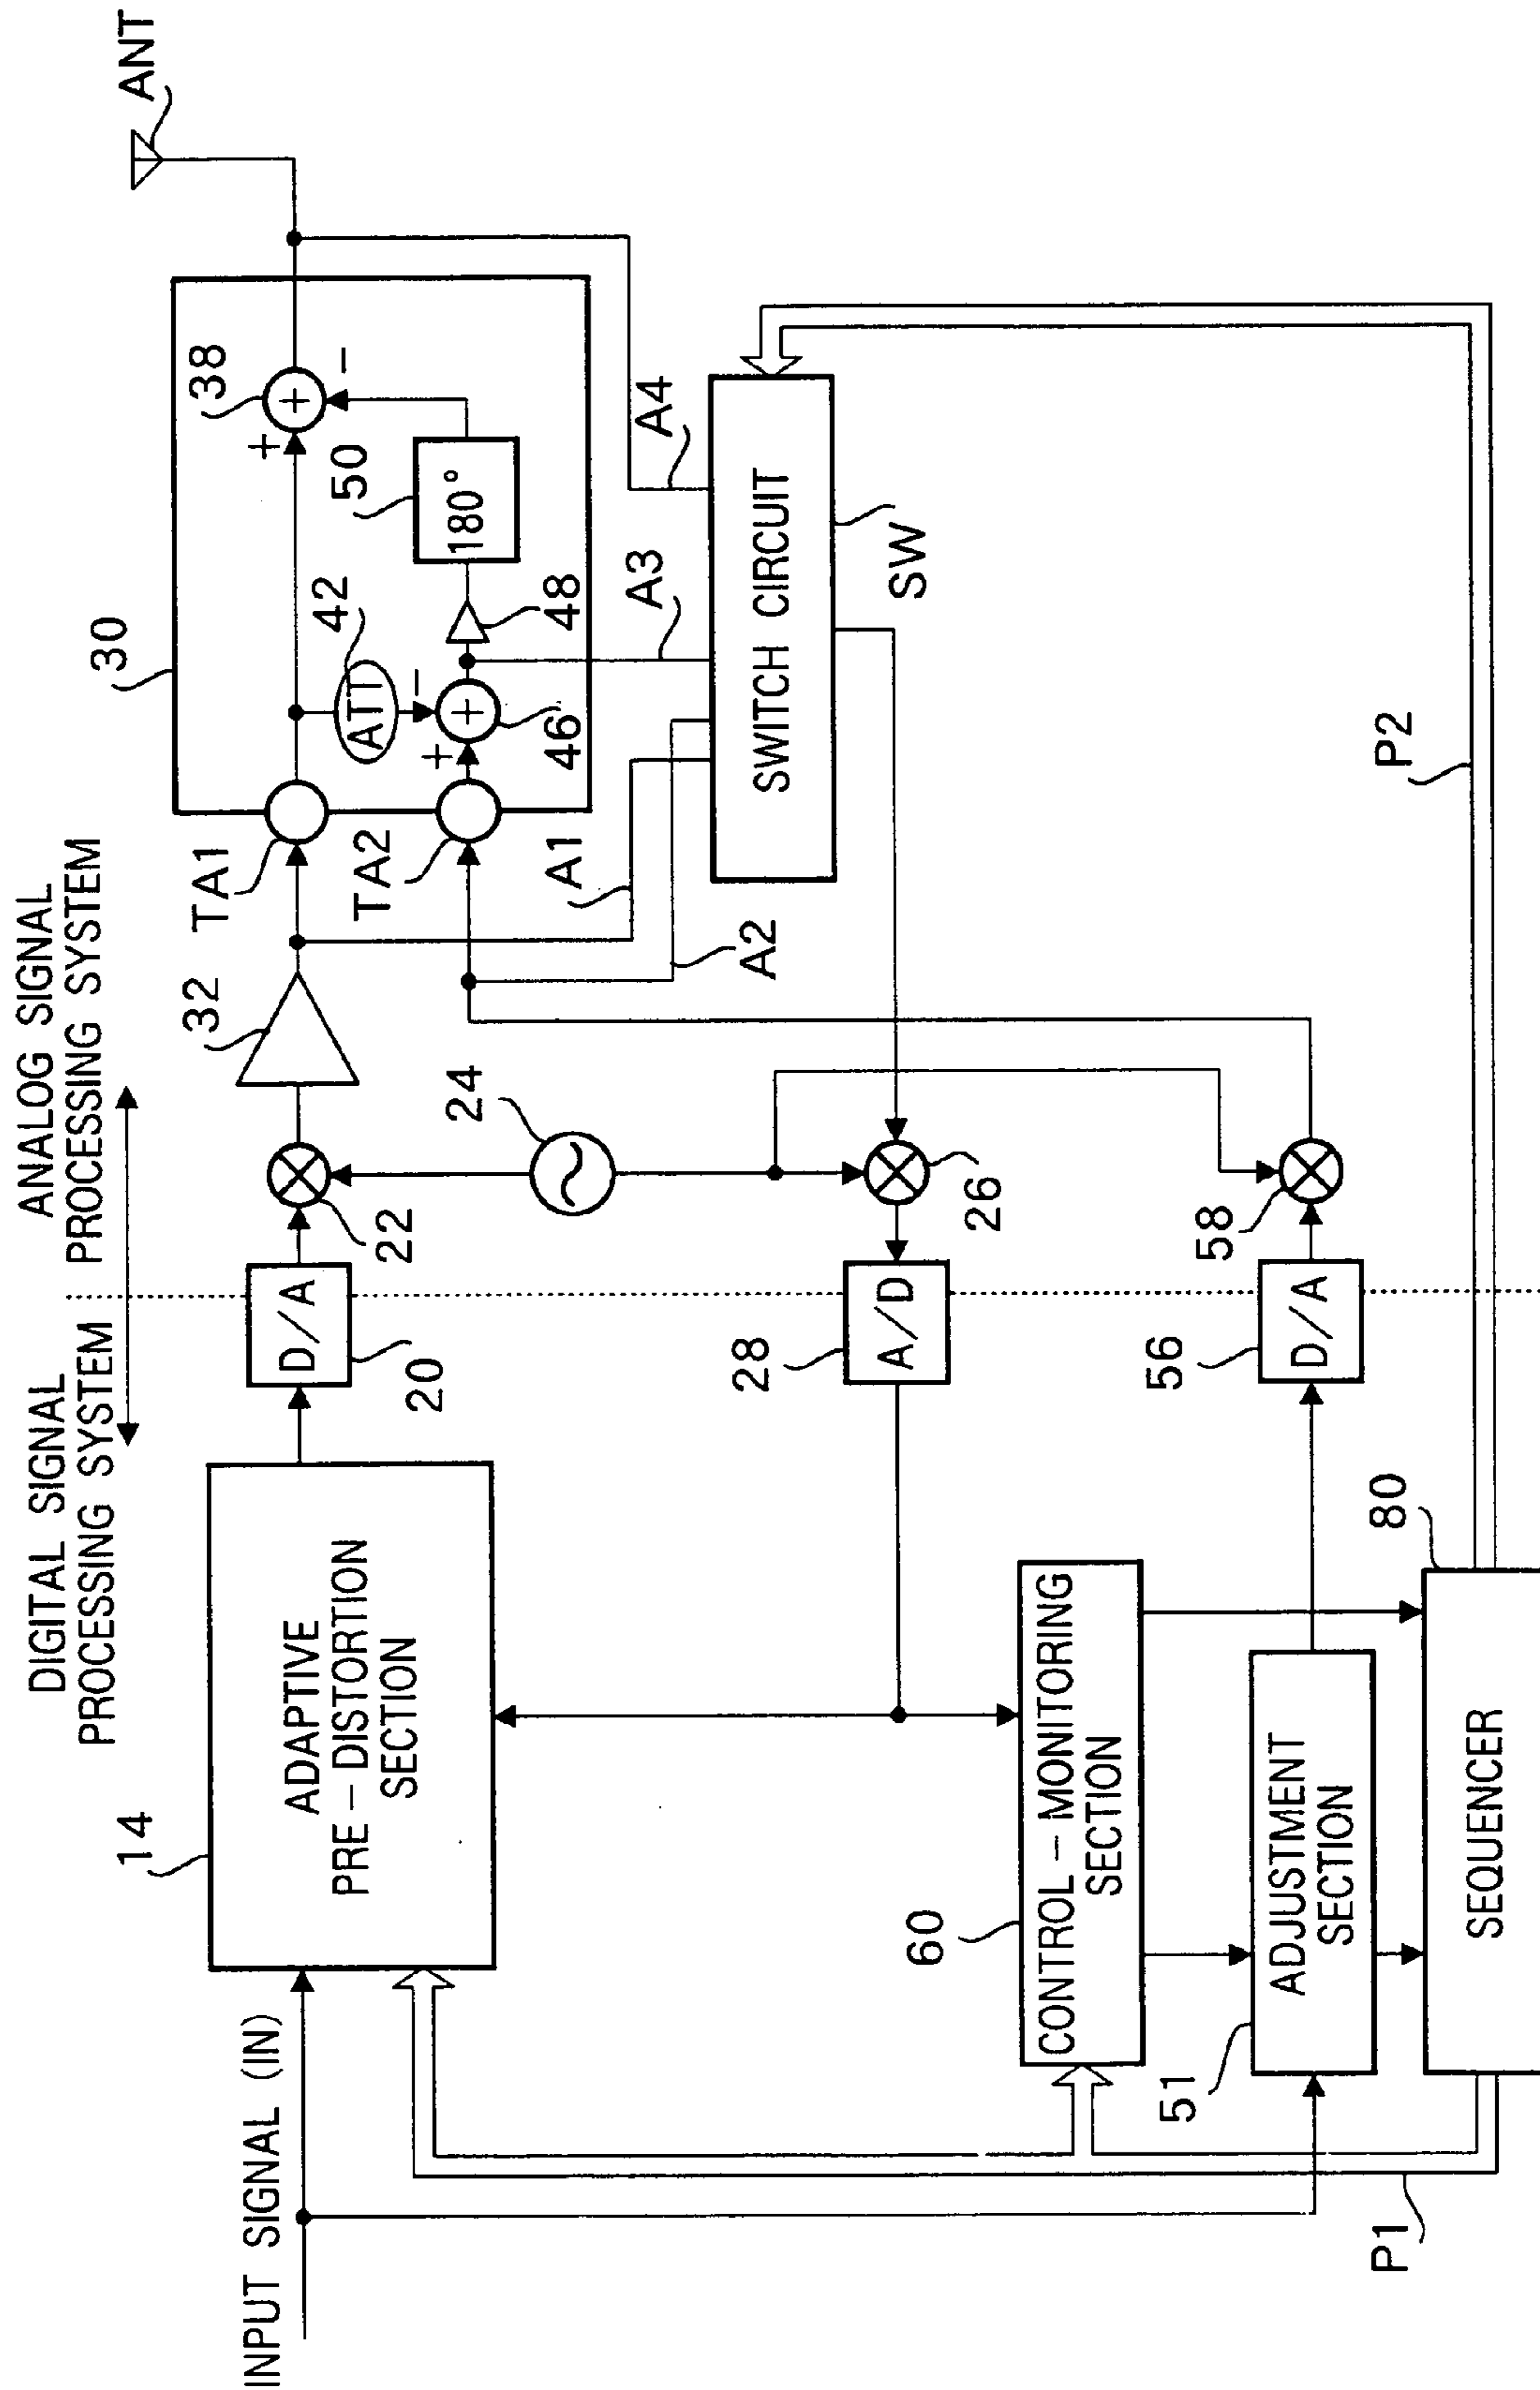 DIGITAL SIGNAL
PROCESSING SYSTEM
ANALOG SIGNAL
PROCESSING SYSTEM
INPUT SIGNAL (IN)
14
ADAPTIVE
PRE-DISTORTION
SECTION
D/A
20
22
32
TA1
TA2
30
ATT
42
+
−
+
46
48
180°
50
+
−
+
38
ANT
24
A1
A2
A3
A4
SWITCH CIRCUIT
SW
26
A/D
28
60
CONTROL-MONITORING
SECTION
51
ADJUSTMENT
SECTION
D/A
56
58
80
SEQUENCER
P1
P2